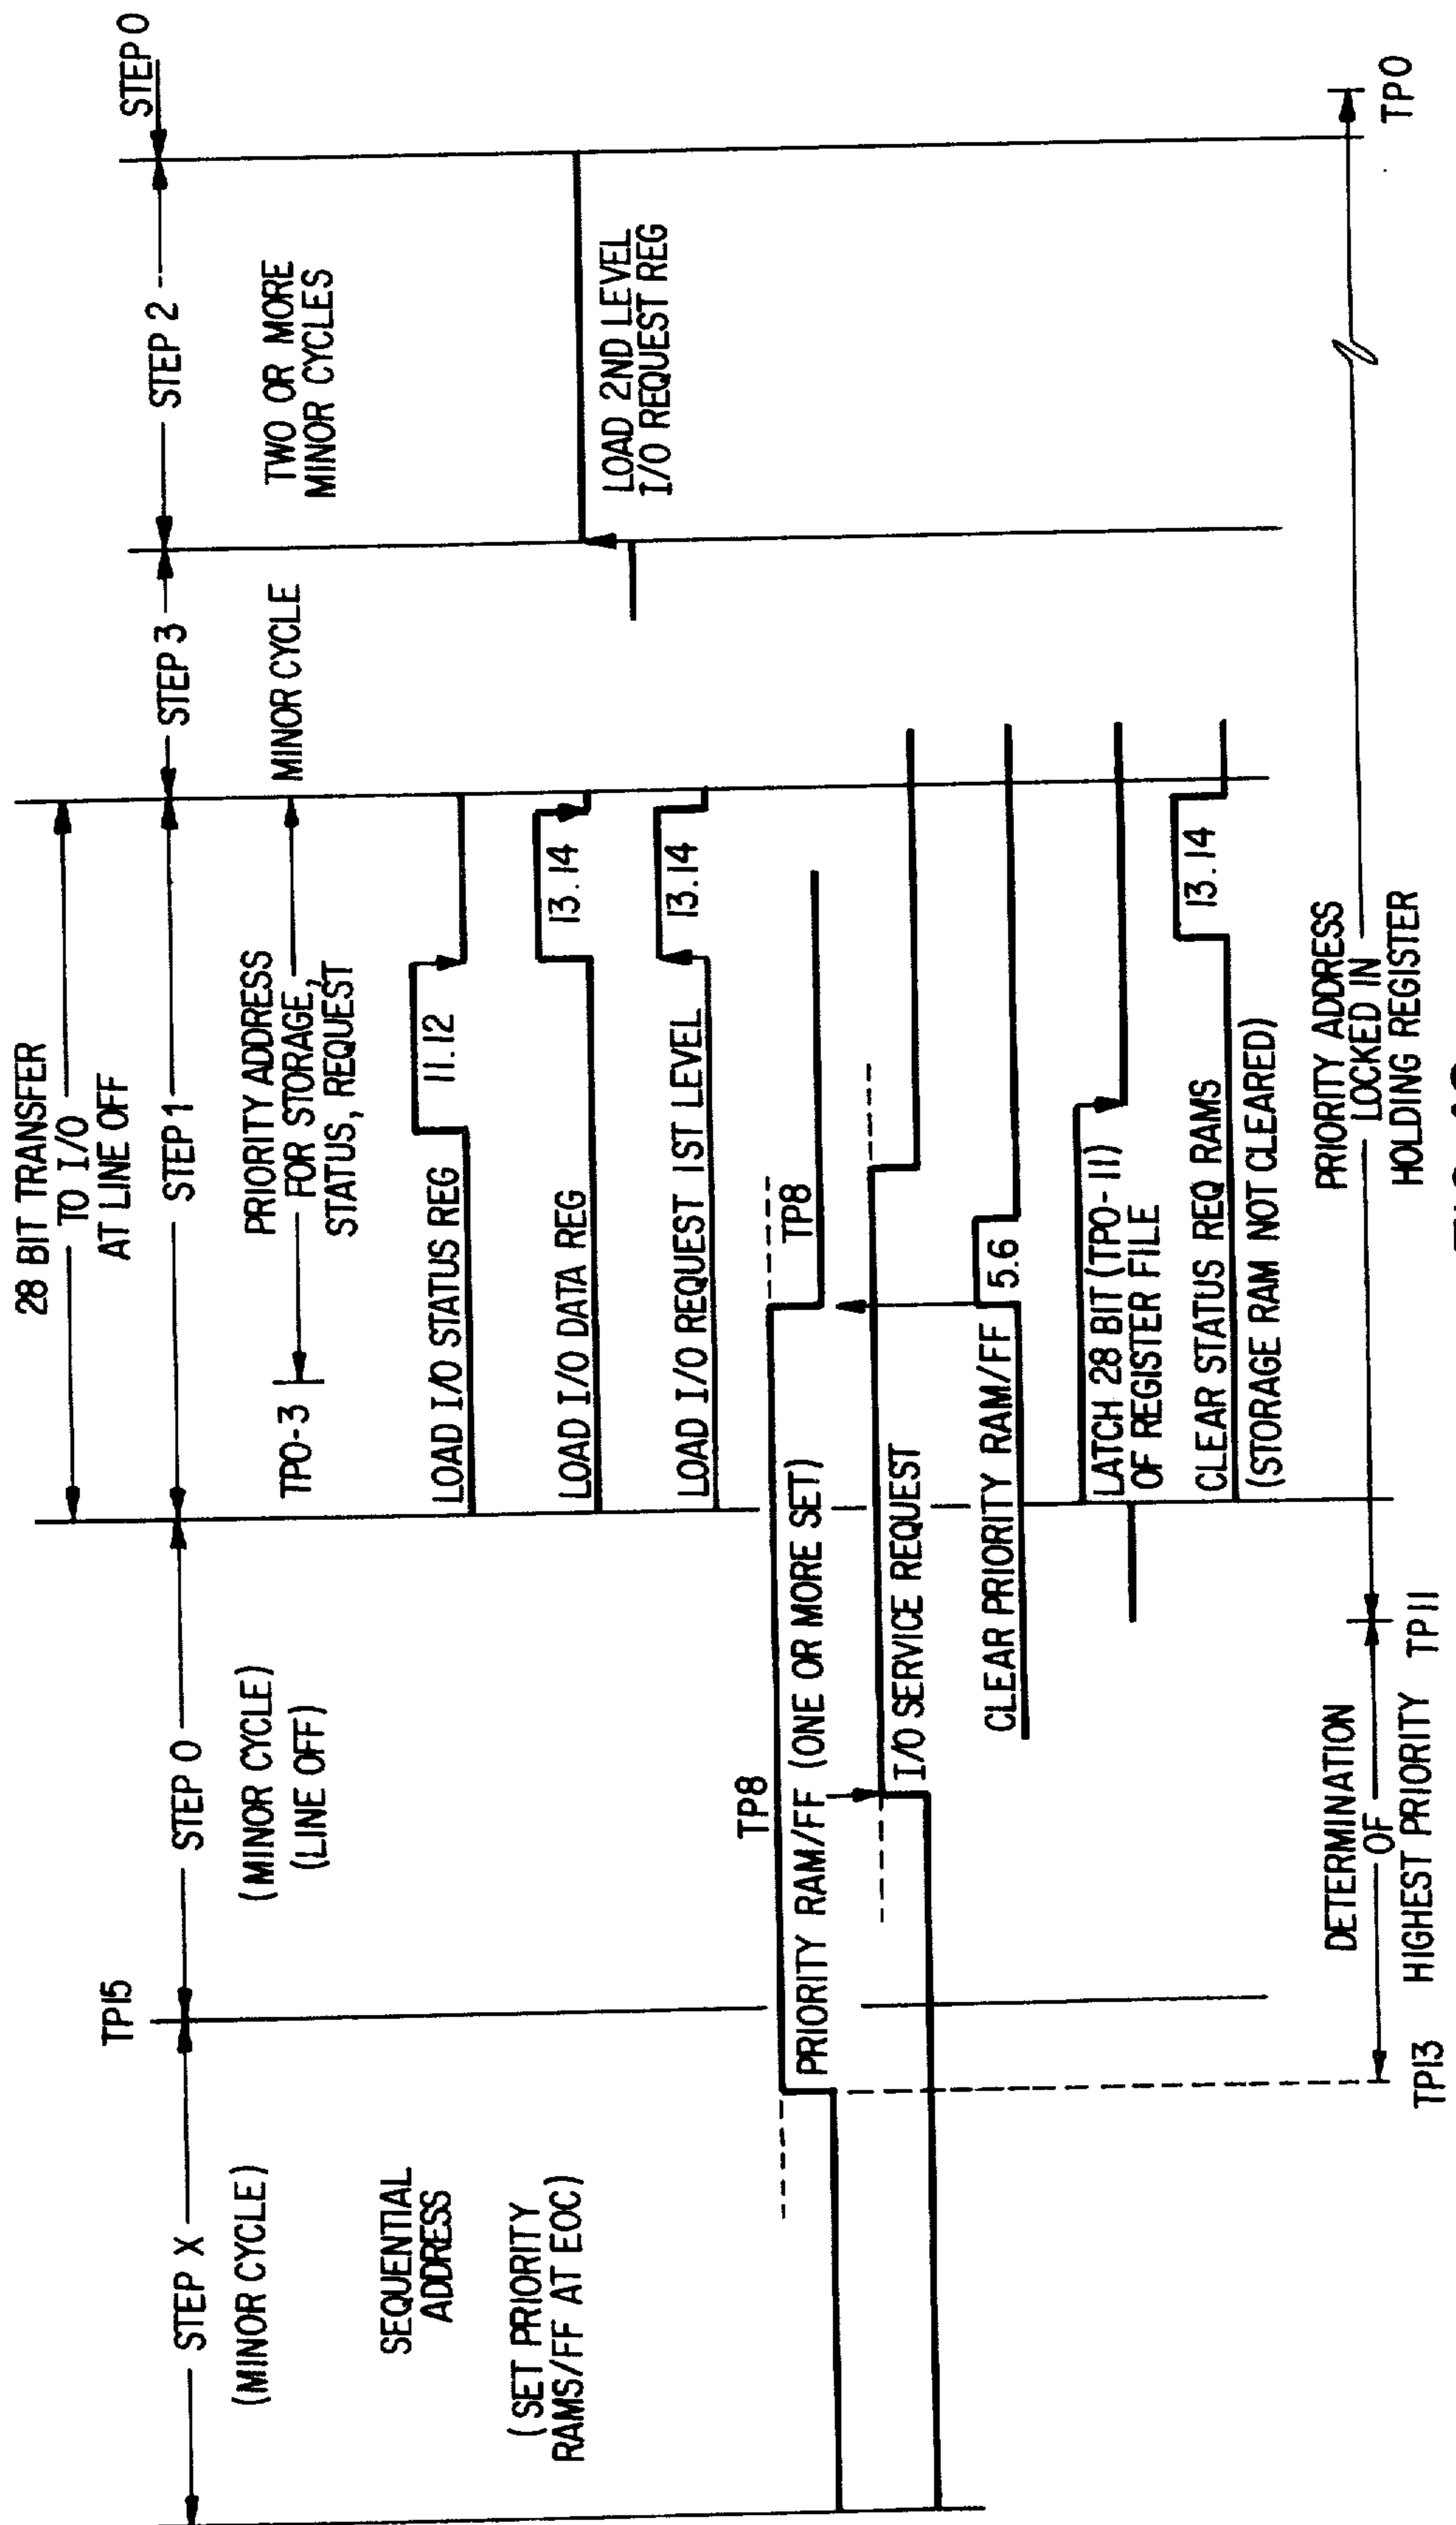 28 BIT TRANSFER
TO I/O
AT LINE OFF
STEP X
STEP 0
STEP 1
STEP 3
STEP 2
STEP 0
TP15
(MINOR CYCLE)
(MINOR CYCLE)
(LINE OFF)
TPO-3
PRIORITY ADDRESS
FOR STORAGE,
STATUS, REQUEST
MINOR CYCLE
TWO OR MORE
MINOR CYCLES
SEQUENTIAL
ADDRESS
(SET PRIORITY
RAMS/FF AT EOC)
LOAD I/O STATUS REG
11.12
LOAD I/O DATA REG
13.14
LOAD I/O REQUEST 1ST LEVEL
13.14
LOAD 2ND LEVEL
I/O REQUEST REG
TP8
PRIORITY RAM/FF (ONE OR MORE SET)
TP8
I/O SERVICE REQUEST
CLEAR PRIORITY RAM/FF
5.6
LATCH 28 BIT (TPO-11)
OF REGISTER FILE
CLEAR STATUS REQ RAMS
(STORAGE RAM NOT CLEARED)
13.14
DETERMINATION
OF
HIGHEST PRIORITY
TP13
TP11
PRIORITY ADDRESS
LOCKED IN
HOLDING REGISTER
TPO